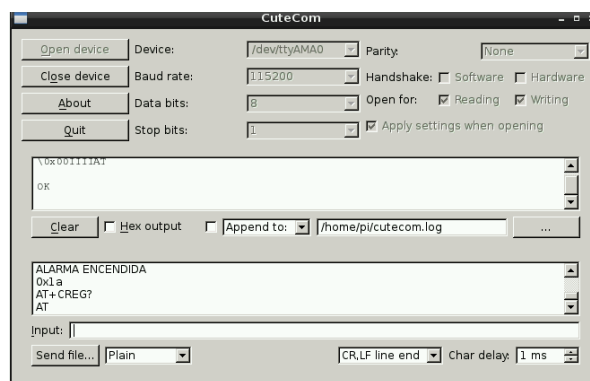 CuteCom
Open device Device: /dev/ttyAMA0 Parity: None
Close device Baud rate: 115200 Handshake: Software Hardware
About Data bits: 8 Open for: Reading Writing
Quit Stop bits: 1 Apply settings when opening
OK
Clear Hex output Append to: /home/pi/cutecom.log ...
ALARMA ENCENDIDA
0x1a
AT+CREG?
AT
Input:
Send file... Plain CR,LF line end Char delay: 1 ms